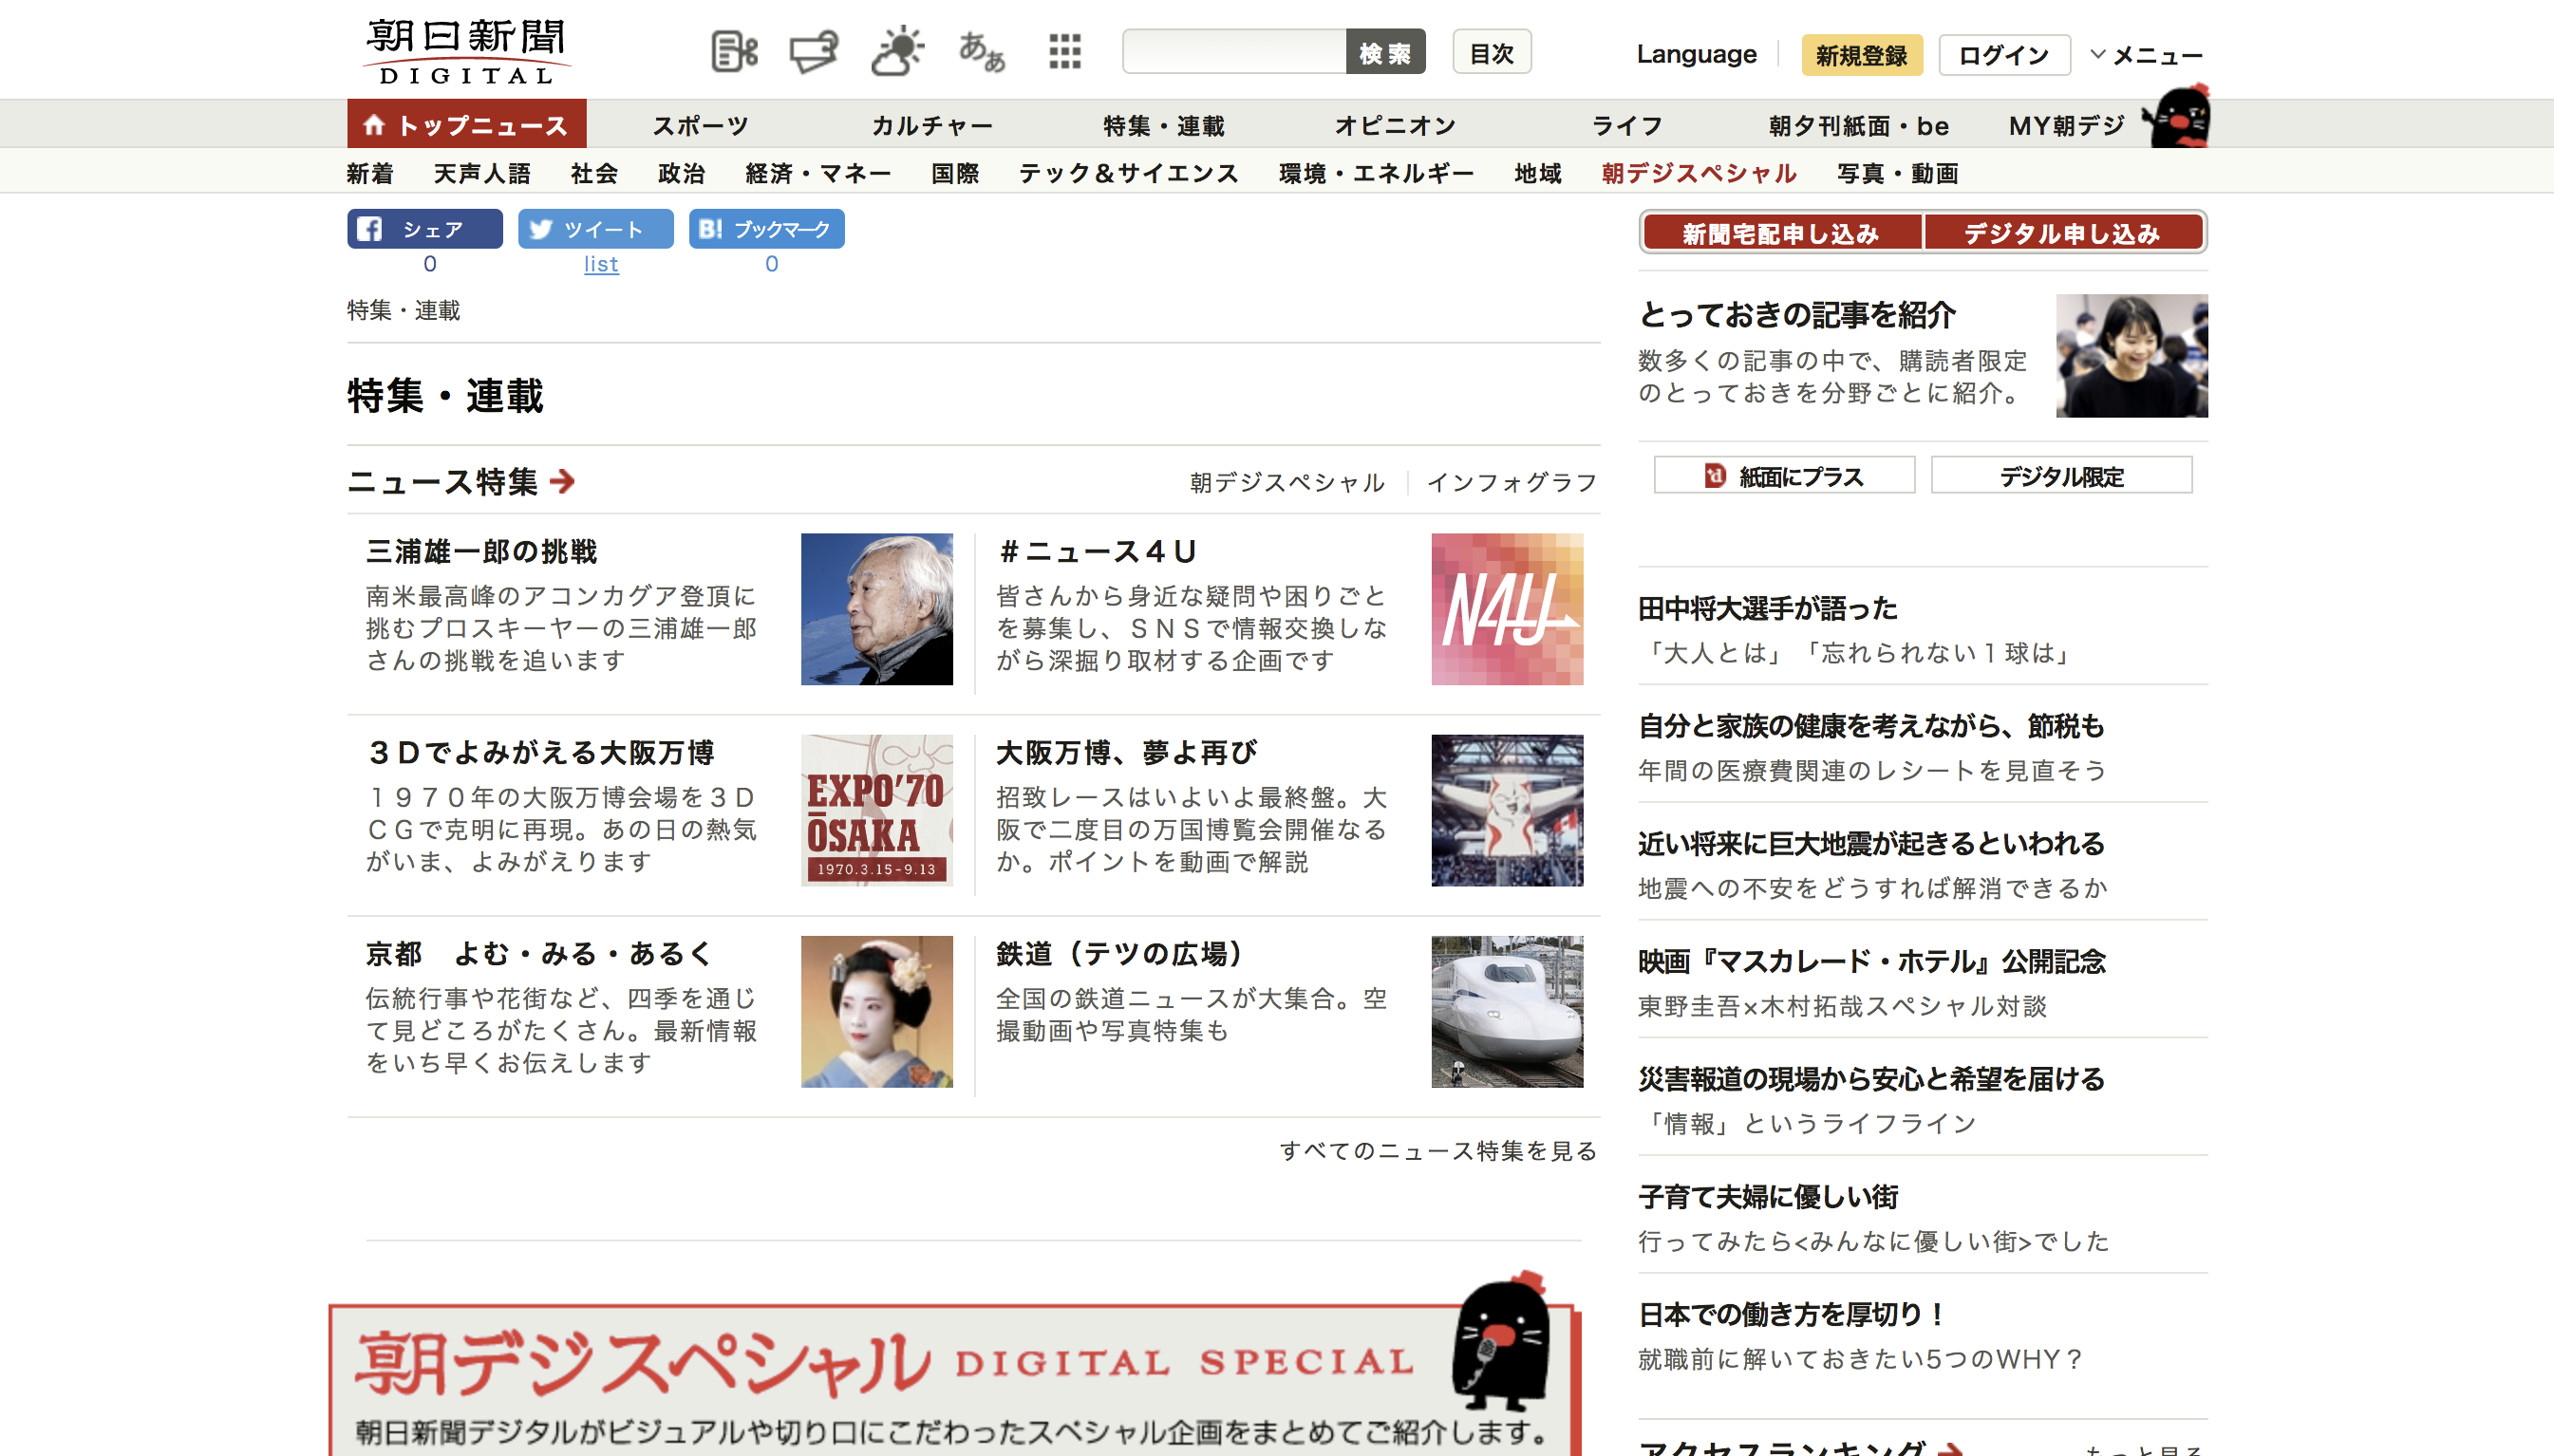 朝日新聞
DIGITAL
ああ
検索
目次
Language
新規登録
ログイン
メニュー
トップニュース
スポーツ
カルチャー
特集・連載
オピニオン
ライフ
朝夕刊紙面・be
MY朝デジ
新着
天声人語
社会
政治
経済・マネー
国際
テック＆サイエンス
環境・エネルギー
地域
朝デジスペシャル
写真・動画
シェア
ツイート
B! ブックマーク
0
list
0
特集・連載
特集・連載
ニュース特集
朝デジスペシャル
インフォグラフ
三浦雄一郎の挑戦
南米最高峰のアコンカグア登頂に
挑むプロスキーヤーの三浦雄一郎
さんの挑戦を追います
＃ニュース４Ｕ
皆さんから身近な疑問や困りごと
を募集し、ＳＮＳで情報交換しな
がら深掘り取材する企画です
N4U
３Ｄでよみがえる大阪万博
１９７０年の大阪万博会場を３Ｄ
ＣＧで克明に再現。あの日の熱気
がいま、よみがえります
EXPO'70
ŌSAKA
1970.3.15-9.13
大阪万博、夢よ再び
招致レースはいよいよ最終盤。大
阪で二度目の万国博覧会開催なる
か。ポイントを動画で解説
京都　よむ・みる・あるく
伝統行事や花街など、四季を通じ
て見どころがたくさん。最新情報
をいち早くお伝えします
鉄道（テツの広場）
全国の鉄道ニュースが大集合。空
撮動画や写真特集も
すべてのニュース特集を見る
朝デジスペシャル DIGITAL SPECIAL
朝日新聞デジタルがビジュアルや切り口にこだわったスペシャル企画をまとめてご紹介します。
新聞宅配申し込み
デジタル申し込み
とっておきの記事を紹介
数多くの記事の中で、購読者限定
のとっておきを分野ごとに紹介。
d 紙面にプラス
デジタル限定
田中将大選手が語った
「大人とは」「忘れられない１球は」
自分と家族の健康を考えながら、節税も
年間の医療費関連のレシートを見直そう
近い将来に巨大地震が起きるといわれる
地震への不安をどうすれば解消できるか
映画『マスカレード・ホテル』公開記念
東野圭吾×木村拓哉スペシャル対談
災害報道の現場から安心と希望を届ける
「情報」というライフライン
子育て夫婦に優しい街
行ってみたら<みんなに優しい街>でした
日本での働き方を厚切り！
就職前に解いておきたい5つのWHY？
アクセスランキング
もっと見る